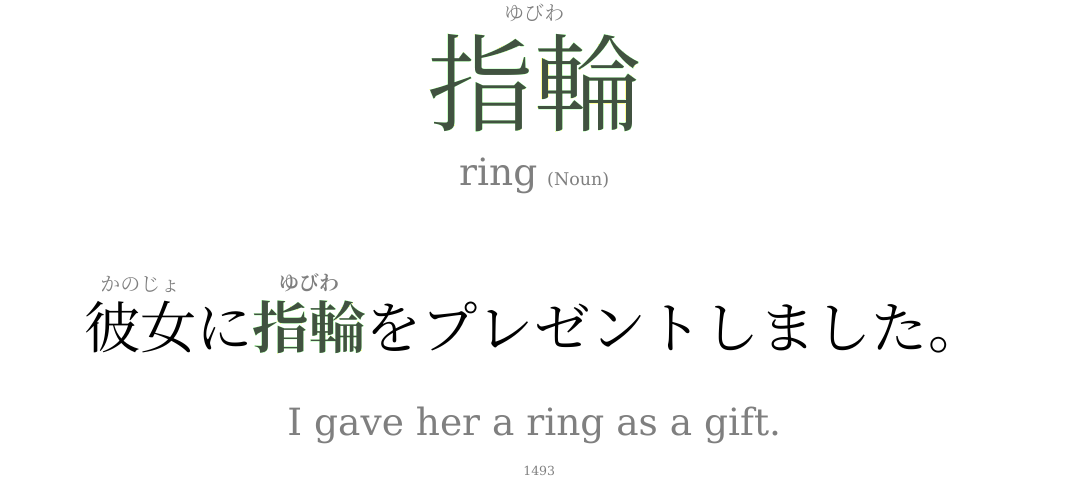 ゆびわ
指輪
ring (Noun)
かのじょ ゆびわ
彼女に指輪をプレゼントしました。
I gave her a ring as a gift.
1493